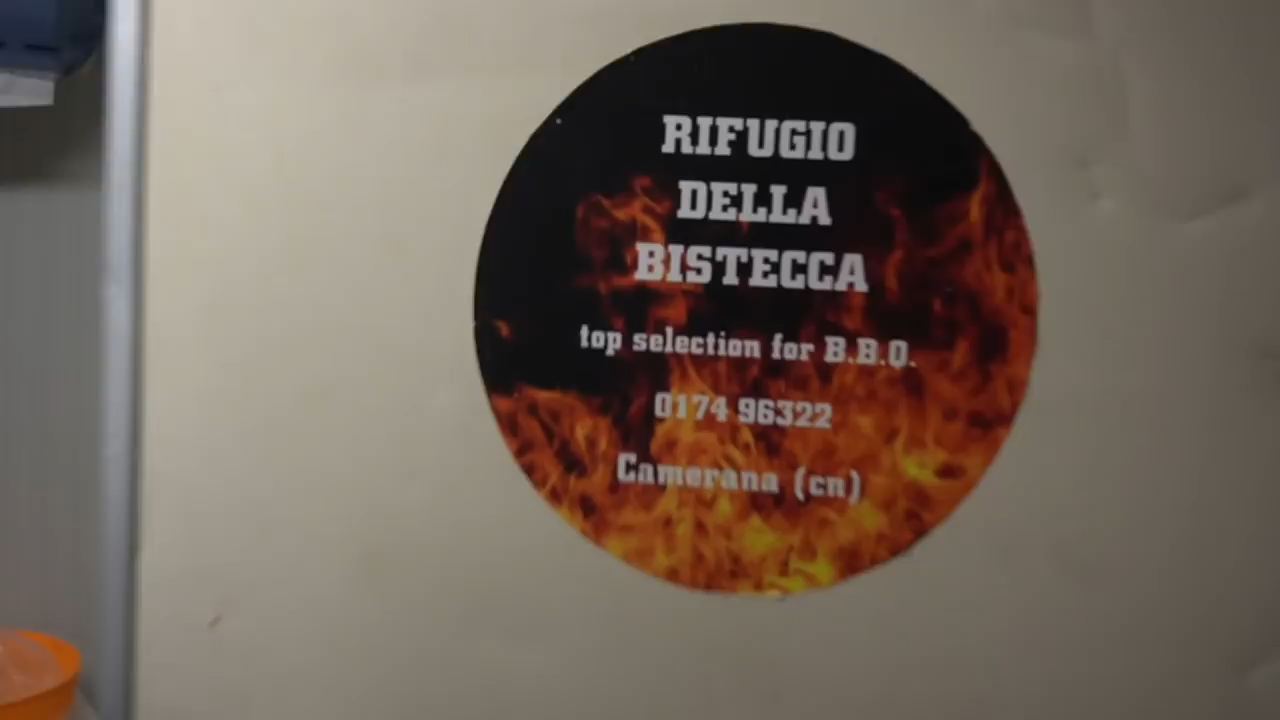 RIFUGIO
DELLA
BISTECCA
top selection for B.B.Q.
0174 96322
Camerana (cn)